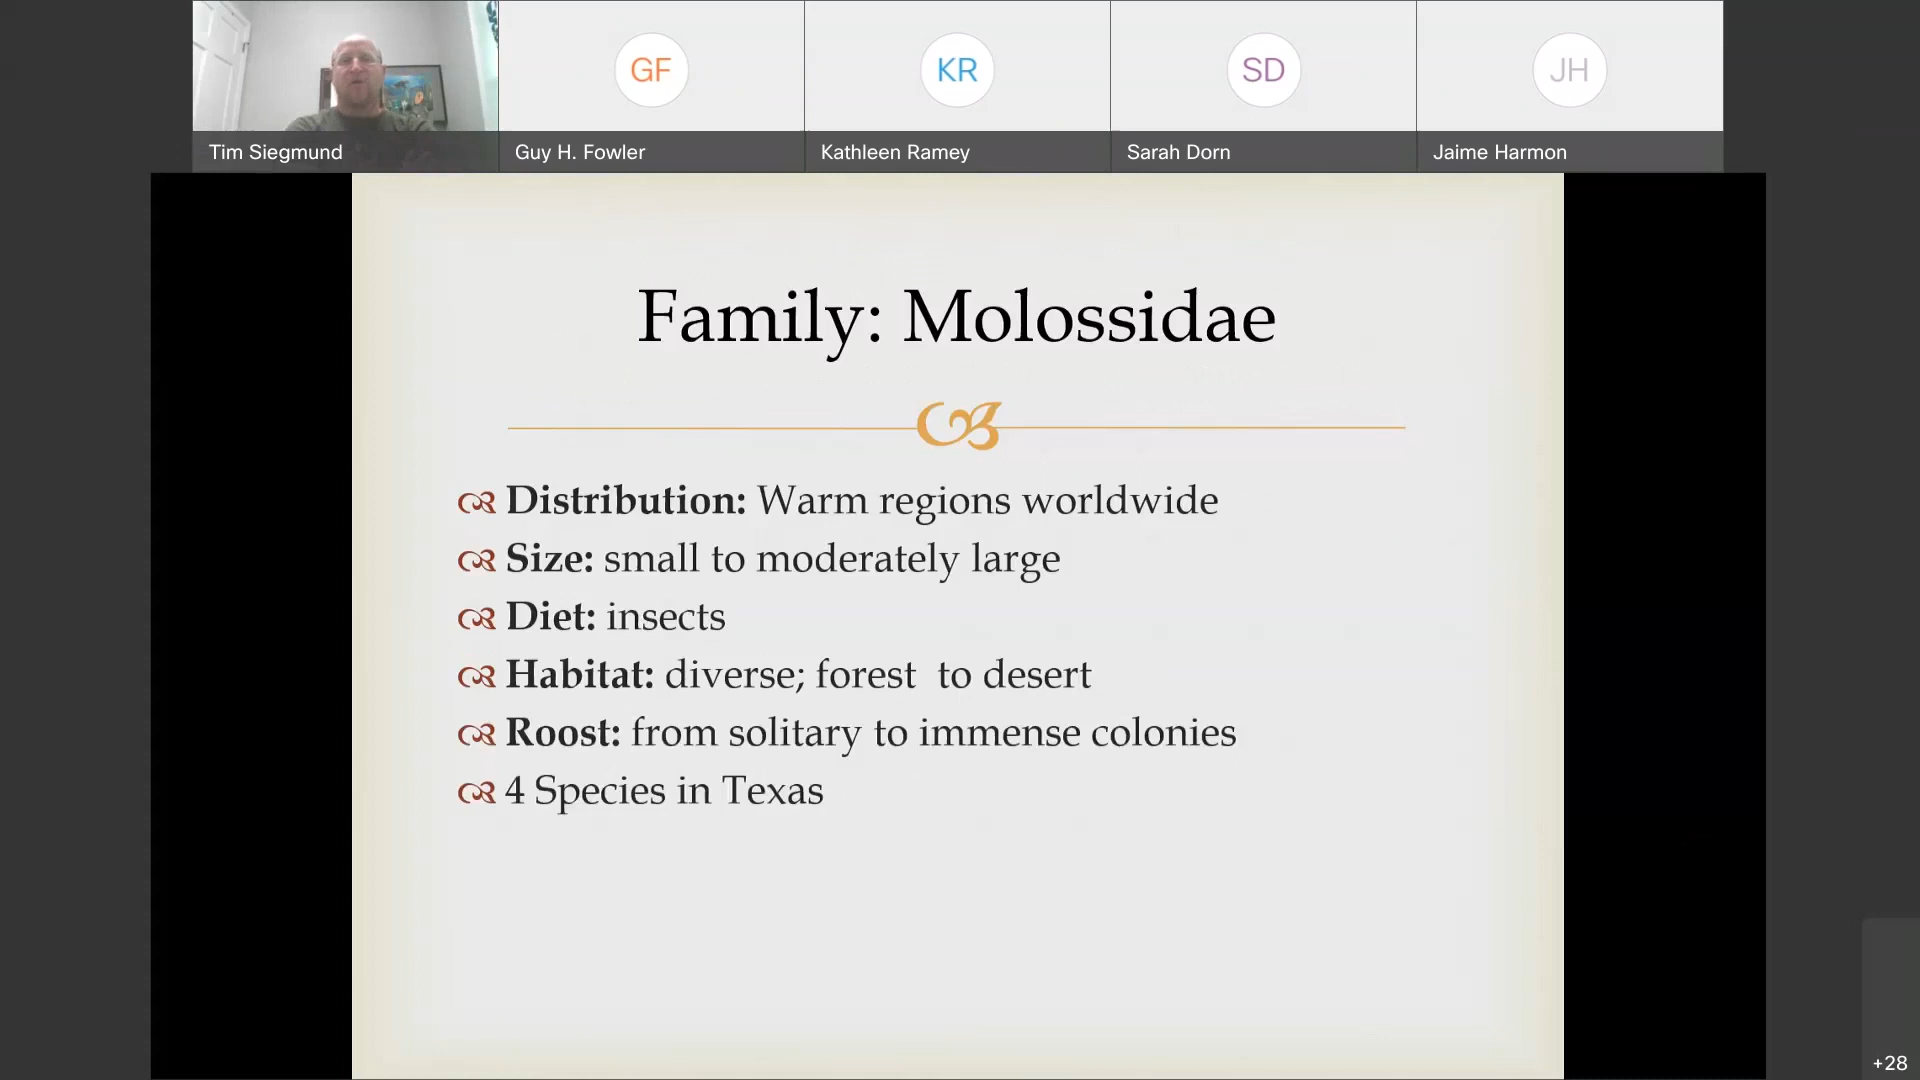 GF
KR
SD
JH
Tim Siegmund
Guy H. Fowler
Kathleen Ramey
Sarah Dorn
Jaime Harmon
Family: Molossidae
Distribution: Warm regions worldwide
Size: small to moderately large
Diet: insects
Habitat: diverse; forest  to desert
Roost: from solitary to immense colonies
4 Species in Texas
+28